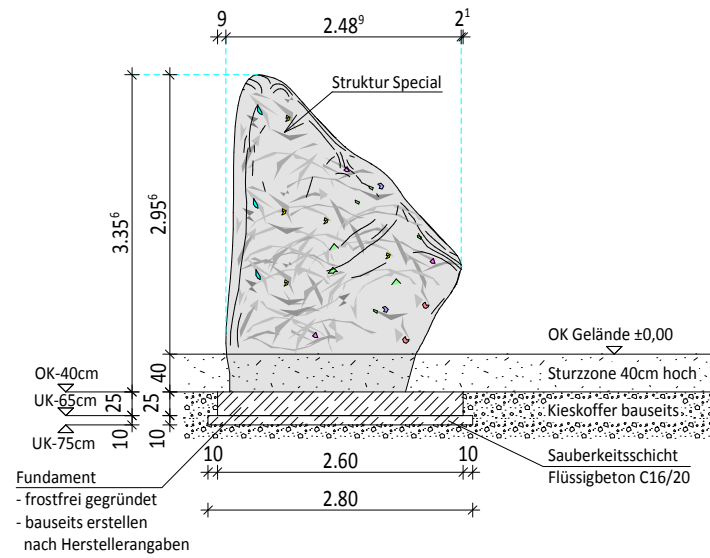 9
2.48⁹
2¹
Struktur Special
3.35⁶
2.95⁶
OK Gelände ±0,00
OK-40cm
40
Sturzzone 40cm hoch
UK-65cm
25
25
Kieskoffer bauseits
UK-75cm
10
10
10
2.60
10
Sauberkeitsschicht
Flüssigbeton C16/20
Fundament
- frostfrei gegründet
- bauseits erstellen
nach Herstellerangaben
2.80